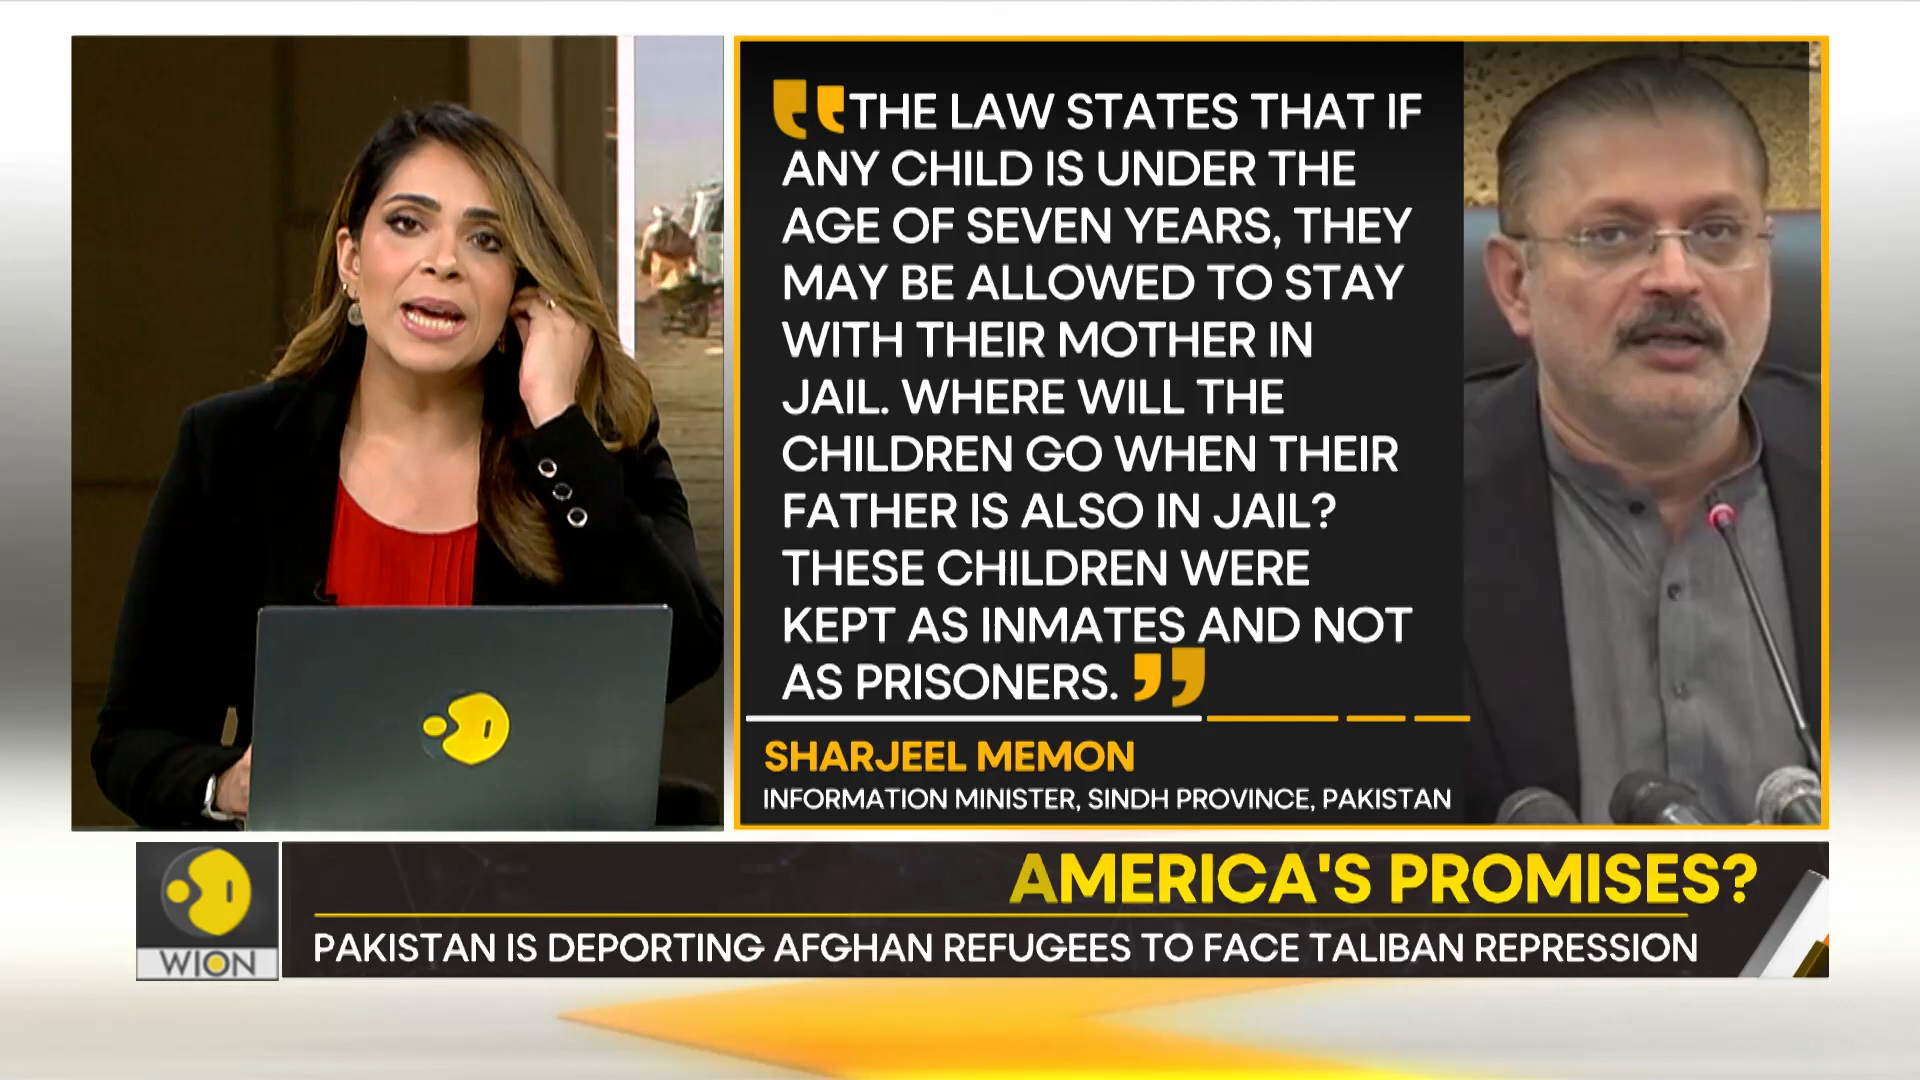 ❝THE LAW STATES THAT IF
ANY CHILD IS UNDER THE
AGE OF SEVEN YEARS, THEY
MAY BE ALLOWED TO STAY
WITH THEIR MOTHER IN
JAIL. WHERE WILL THE
CHILDREN GO WHEN THEIR
FATHER IS ALSO IN JAIL?
THESE CHILDREN WERE
KEPT AS INMATES AND NOT
AS PRISONERS.❞
SHARJEEL MEMON
INFORMATION MINISTER, SINDH PROVINCE, PAKISTAN
AMERICA'S PROMISES?
PAKISTAN IS DEPORTING AFGHAN REFUGEES TO FACE TALIBAN REPRESSION
WION